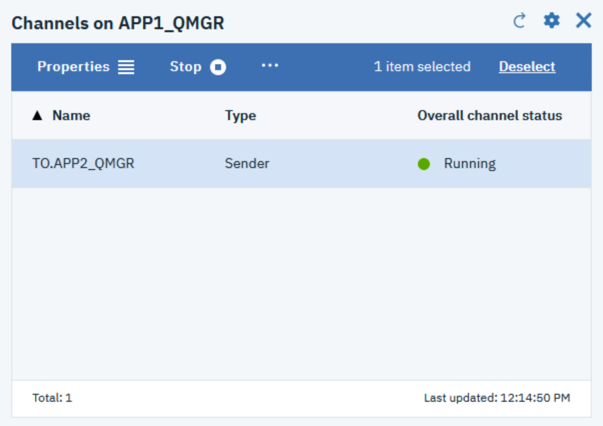 Channels on APP1_QMGR
Properties Stop ... 1 item selected Deselect
▲ Name Type Overall channel status
TO.APP2_QMGR Sender Running
Total: 1 Last updated: 12:14:50 PM